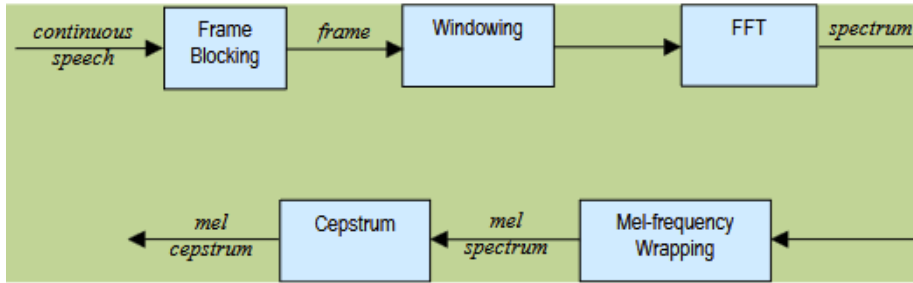 continuous
speech
Frame
Blocking
frame
Windowing
FFT
spectrum
mel
cepstrum
Cepstrum
mel
spectrum
Mel-frequency
Wrapping